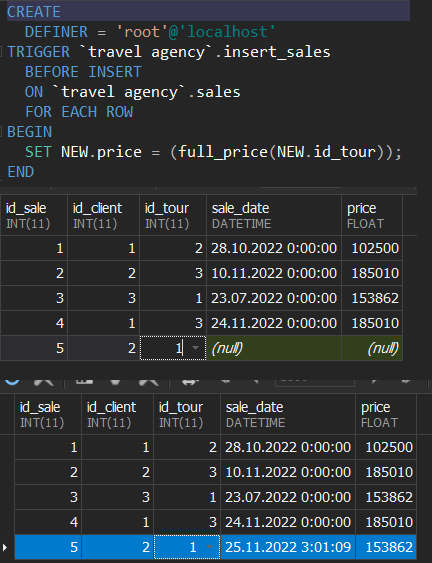 CREATE
DEFINER = 'root'@'localhost'
TRIGGER `travel agency`.insert_sales
BEFORE INSERT
ON `travel agency`.sales
FOR EACH ROW
BEGIN
SET NEW.price = (full_price(NEW.id_tour));
END
id_sale id_client id_tour sale_date price
INT(11) INT(11) INT(11) DATETIME FLOAT
1 1 2 28.10.2022 0:00:00 102500
2 2 3 10.11.2022 0:00:00 185010
3 3 1 23.07.2022 0:00:00 153862
4 1 3 24.11.2022 0:00:00 185010
5 2 1 (null) (null)
id_sale id_client id_tour sale_date price
INT(11) INT(11) INT(11) DATETIME FLOAT
1 1 2 28.10.2022 0:00:00 102500
2 2 3 10.11.2022 0:00:00 185010
3 3 1 23.07.2022 0:00:00 153862
4 1 3 24.11.2022 0:00:00 185010
5 2 1 25.11.2022 3:01:09 153862